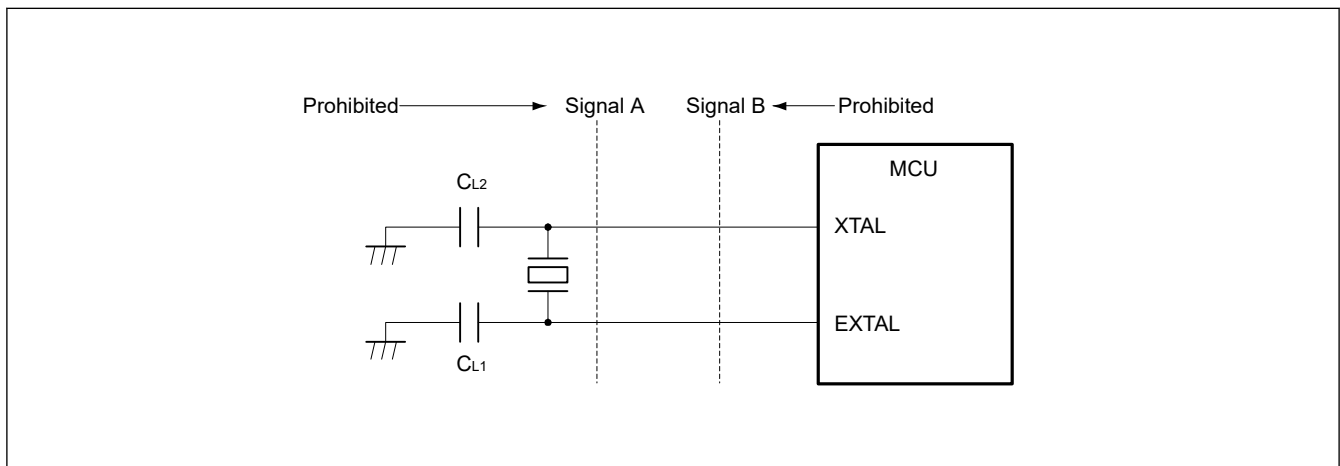 Prohibited Signal A Signal B Prohibited
MCU
CL2
XTAL
EXTAL
CL1